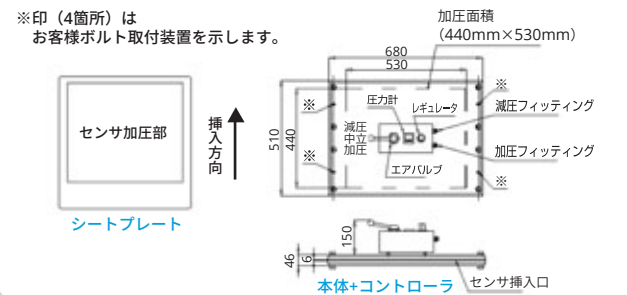 ※印（4箇所）は
お客様ボルト取付装置を示します。
加圧面積
（440mm×530mm）
680
530
※
※
圧力計
レギュレータ
減圧フィッティング
センサ加圧部
挿入方向
510
440
減圧
中立
加圧
※
エアバルブ
加圧フィッティング
※
シートプレート
150
46
6
本体+コントローラ
センサ挿入口